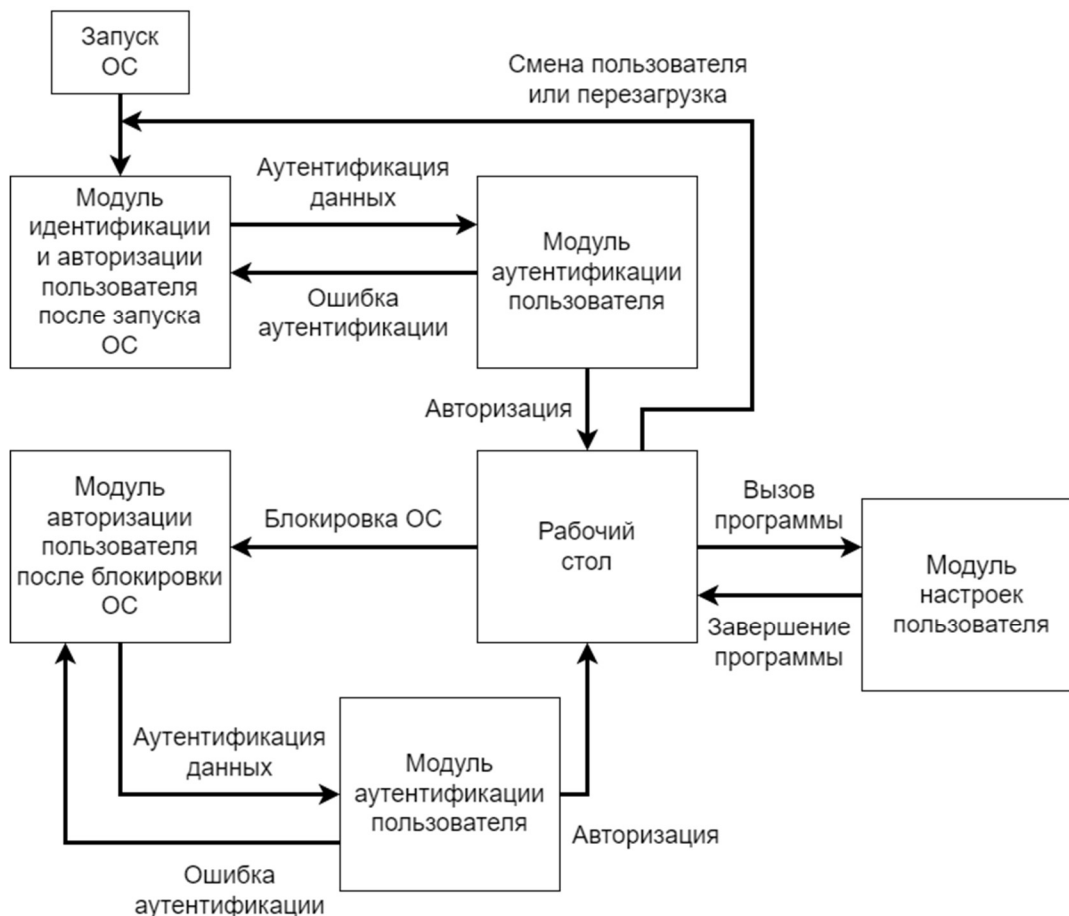 Запуск
ОС
Смена пользователя
или перезагрузка
Модуль
идентификации
и авторизации
пользователя
после запуска
ОС
Аутентификация
данных
Ошибка
аутентификации
Модуль
аутентификации
пользователя
Авторизация
Модуль
авторизации
пользователя
после блокировки
ОС
Блокировка ОС
Рабочий
стол
Вызов
программы
Завершение
программы
Модуль
настроек
пользователя
Аутентификация
данных
Ошибка
аутентификации
Модуль
аутентификации
пользователя
Авторизация